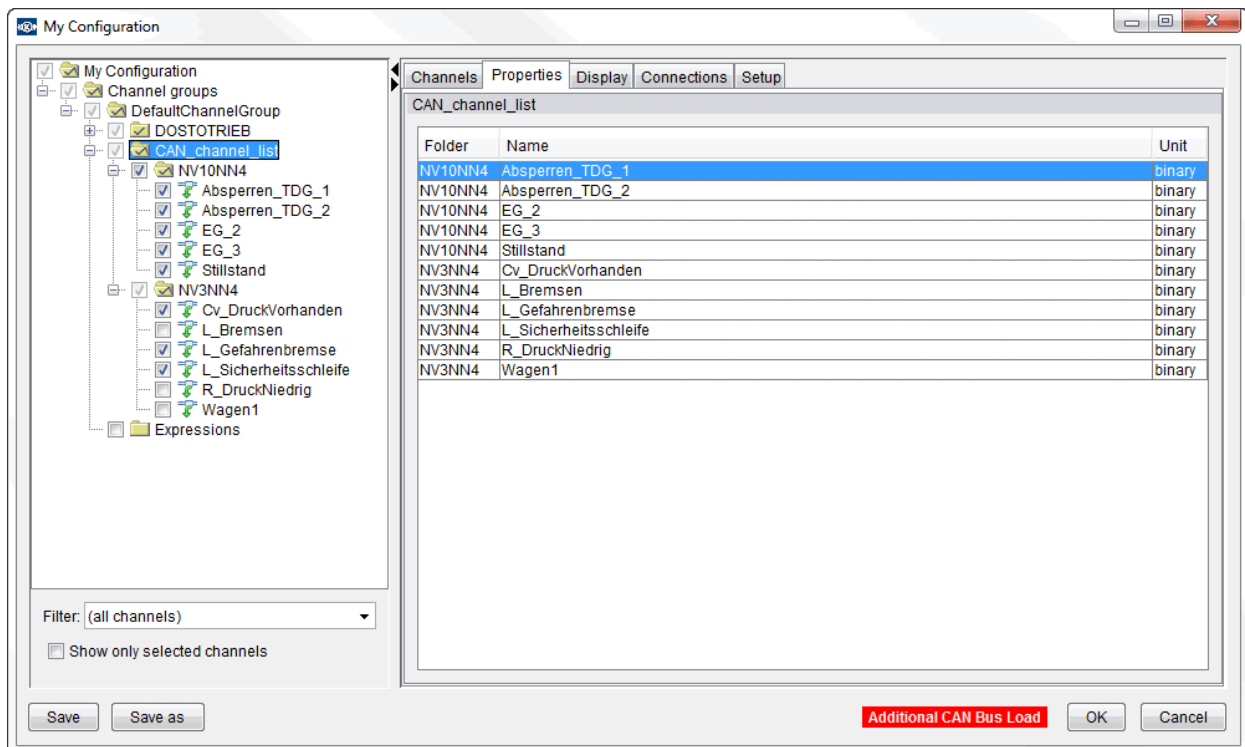 My Configuration
My Configuration
Channel groups
DefaultChannelGroup
DOSTOTRIEB
CAN_channel_list
NV10NN4
Absperren_TDG_1
Absperren_TDG_2
EG_2
EG_3
Stillstand
NV3NN4
Cv_DruckVorhanden
L_Bremsen
L_Gefahrenbremse
L_Sicherheitsschleife
R_DruckNiedrig
Wagen1
Expressions
Filter: (all channels)
Show only selected channels
Channels Properties Display Connections Setup
CAN_channel_list
Folder Name Unit
NV10NN4 Absperren_TDG_1 binary
NV10NN4 Absperren_TDG_2 binary
NV10NN4 EG_2 binary
NV10NN4 EG_3 binary
NV10NN4 Stillstand binary
NV3NN4 Cv_DruckVorhanden binary
NV3NN4 L_Bremsen binary
NV3NN4 L_Gefahrenbremse binary
NV3NN4 L_Sicherheitsschleife binary
NV3NN4 R_DruckNiedrig binary
NV3NN4 Wagen1 binary
Save Save as Additional CAN Bus Load OK Cancel